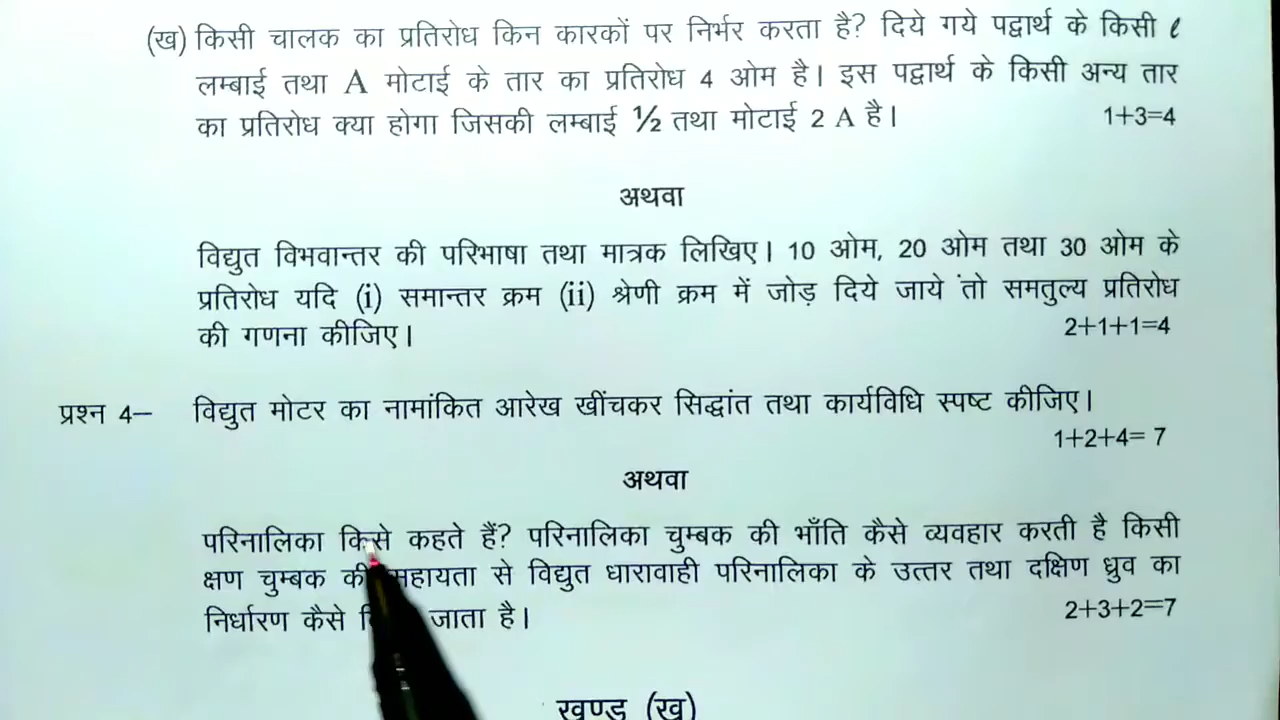 (ख) किसी चालक का प्रतिरोध किन कारकों पर निर्भर करता है? दिये गये पद्वार्थ के किसी ℓ
लम्बाई तथा A मोटाई के तार का प्रतिरोध 4 ओम है। इस पद्वार्थ के किसी अन्य तार
का प्रतिरोध क्या होगा जिसकी लम्बाई ½ तथा मोटाई 2 A है। 1+3=4
अथवा
विद्युत विभवान्तर की परिभाषा तथा मात्रक लिखिए। 10 ओम, 20 ओम तथा 30 ओम के
प्रतिरोध यदि (i) समान्तर क्रम (ii) श्रेणी क्रम में जोड़ दिये जाये तो समतुल्य प्रतिरोध
की गणना कीजिए। 2+1+1=4
प्रश्न 4– विद्युत मोटर का नामांकित आरेख खींचकर सिद्धांत तथा कार्यविधि स्पष्ट कीजिए।
1+2+4= 7
अथवा
परिनालिका किसे कहते हैं? परिनालिका चुम्बक की भाँति कैसे व्यवहार करती है किसी
क्षण चुम्बक की सहायता से विद्युत धारावाही परिनालिका के उत्तर तथा दक्षिण ध्रुव का
निर्धारण कैसे जाता है। 2+3+2=7
खण्ड (ख)